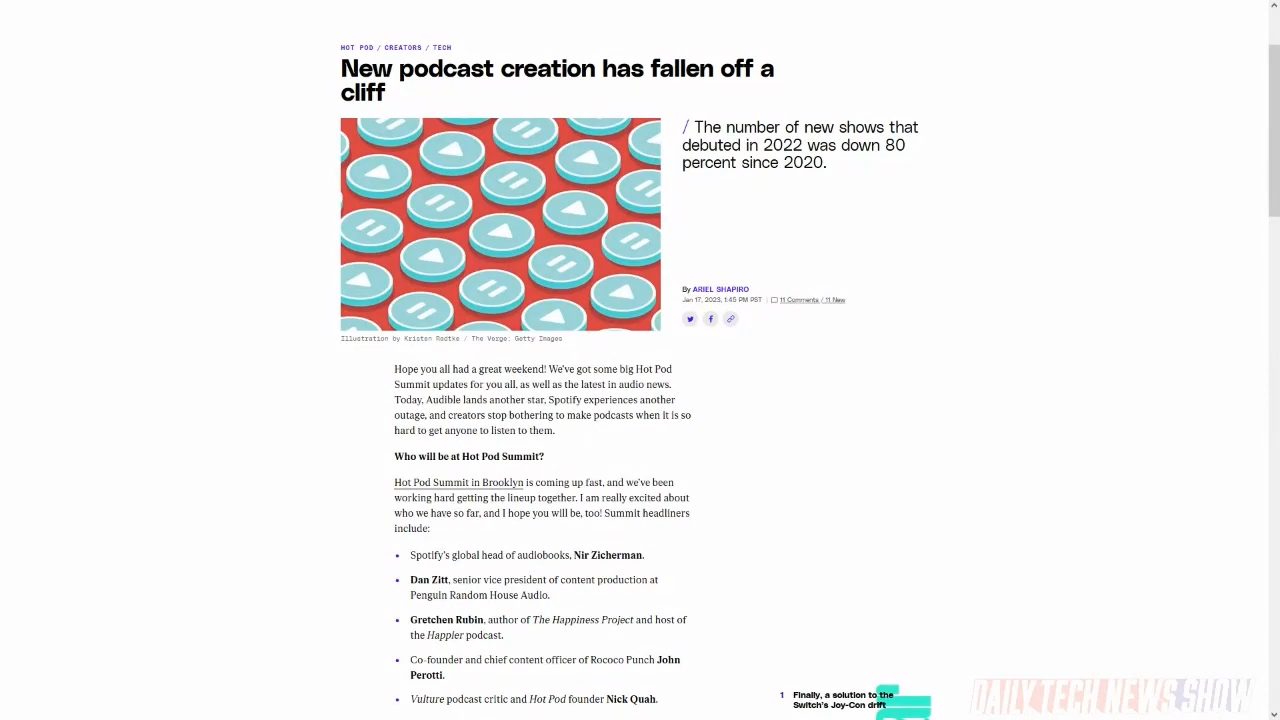 HOT POD / CREATORS / TECH
New podcast creation has fallen off a
cliff
/ The number of new shows that
debuted in 2022 was down 80
percent since 2020.
By ARIEL SHAPIRO
Jan 17, 2023, 1:45 PM PST | 11 Comments / 11 New
Illustration by Kristen Radtke / The Verge; Getty Images
Hope you all had a great weekend! We've got some big Hot Pod
Summit updates for you all, as well as the latest in audio news.
Today, Audible lands another star, Spotify experiences another
outage, and creators stop bothering to make podcasts when it is so
hard to get anyone to listen to them.
Who will be at Hot Pod Summit?
Hot Pod Summit in Brooklyn is coming up fast, and we've been
working hard getting the lineup together. I am really excited about
who we have so far, and I hope you will be, too! Summit headliners
include:
• Spotify's global head of audiobooks, Nir Zicherman.
• Dan Zitt, senior vice president of content production at
Penguin Random House Audio.
• Gretchen Rubin, author of The Happiness Project and host of
the Happier podcast.
• Co-founder and chief content officer of Rococo Punch John
Perotti.
• Vulture podcast critic and Hot Pod founder Nick Quah.
1 Finally, a solution to the
Switch's Joy-Con drift
DAILY TECH NEWS SHOW